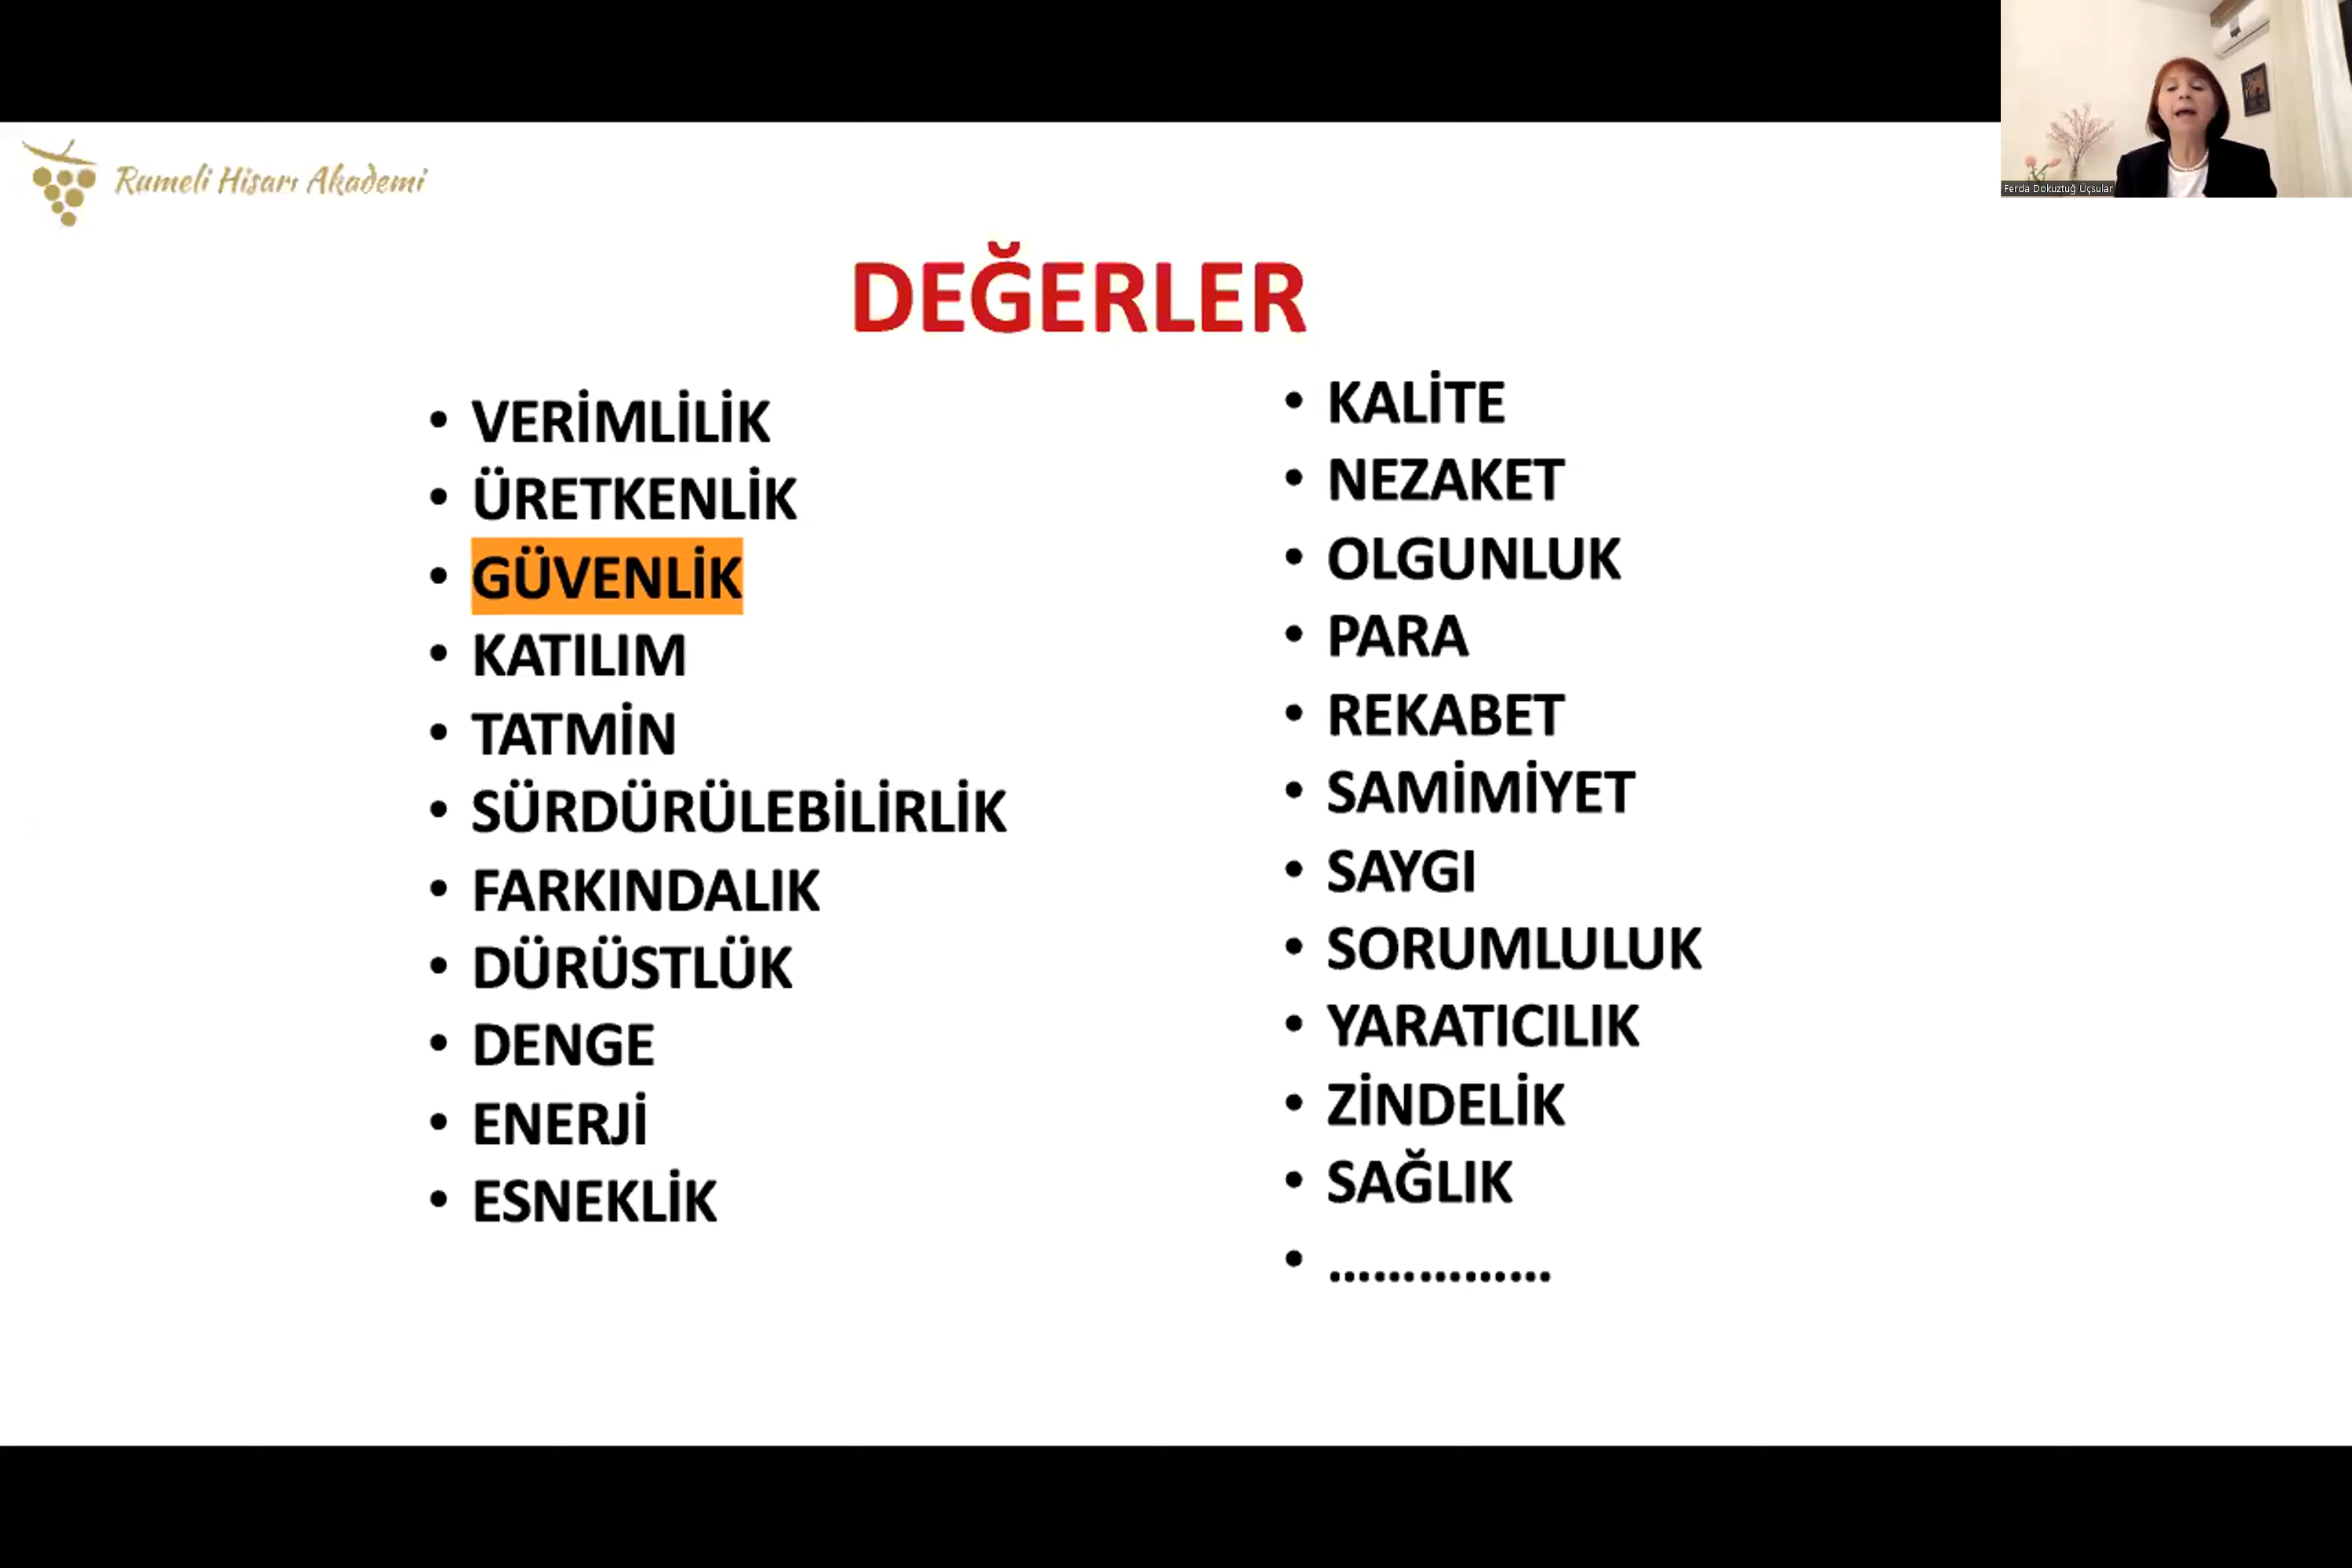 Rumeli Hisarı Akademi
Ferda Dokuztuğ Üçsular
DEĞERLER
• VERİMLİLİK
• ÜRETKENLİK
• GÜVENLİK
• KATILIM
• TATMİN
• SÜRDÜRÜLEBİLİRLİK
• FARKINDALIK
• DÜRÜSTLÜK
• DENGE
• ENERJİ
• ESNEKLİK
• KALİTE
• NEZAKET
• OLGUNLUK
• PARA
• REKABET
• SAMİMİYET
• SAYGI
• SORUMLULUK
• YARATICILIK
• ZİNDELİK
• SAĞLIK
• ...............